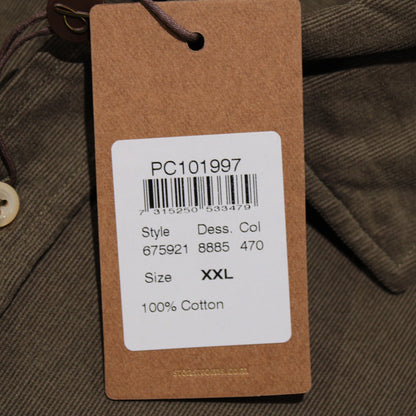 PC101997
7 315250 533479
Style Dess. Col
675921 8885 470
Size XXL
100% Cotton